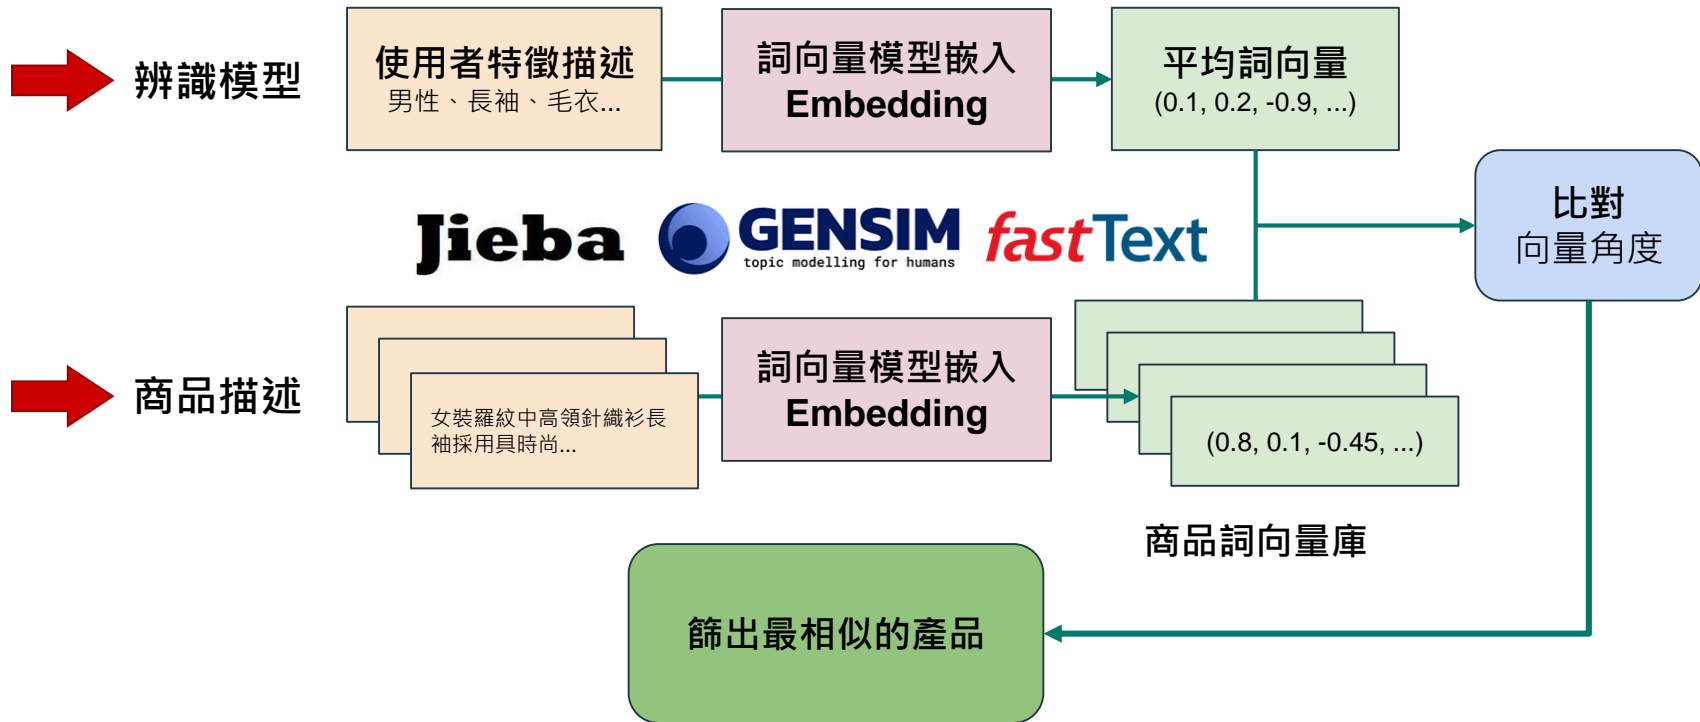 辨識模型
使用者特徵描述
男性、長袖、毛衣...
詞向量模型嵌入
Embedding
平均詞向量
(0.1, 0.2, -0.9, ...)
比對
向量角度
Jieba
GENSIM
topic modelling for humans
fastText
商品描述
女裝羅紋中高領針織衫長
袖採用具時尚...
詞向量模型嵌入
Embedding
(0.8, 0.1, -0.45, ...)
商品詞向量庫
篩出最相似的產品